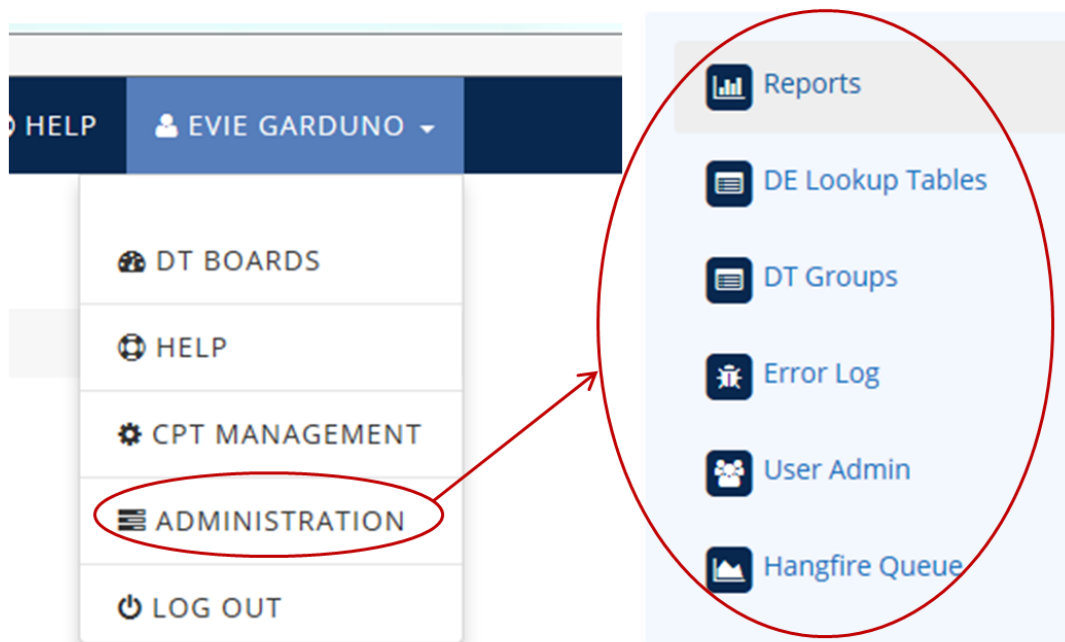 HELP
EVIE GARDUNO
DT BOARDS
HELP
CPT MANAGEMENT
ADMINISTRATION
LOG OUT
Reports
DE Lookup Tables
DT Groups
Error Log
User Admin
Hangfire Queue